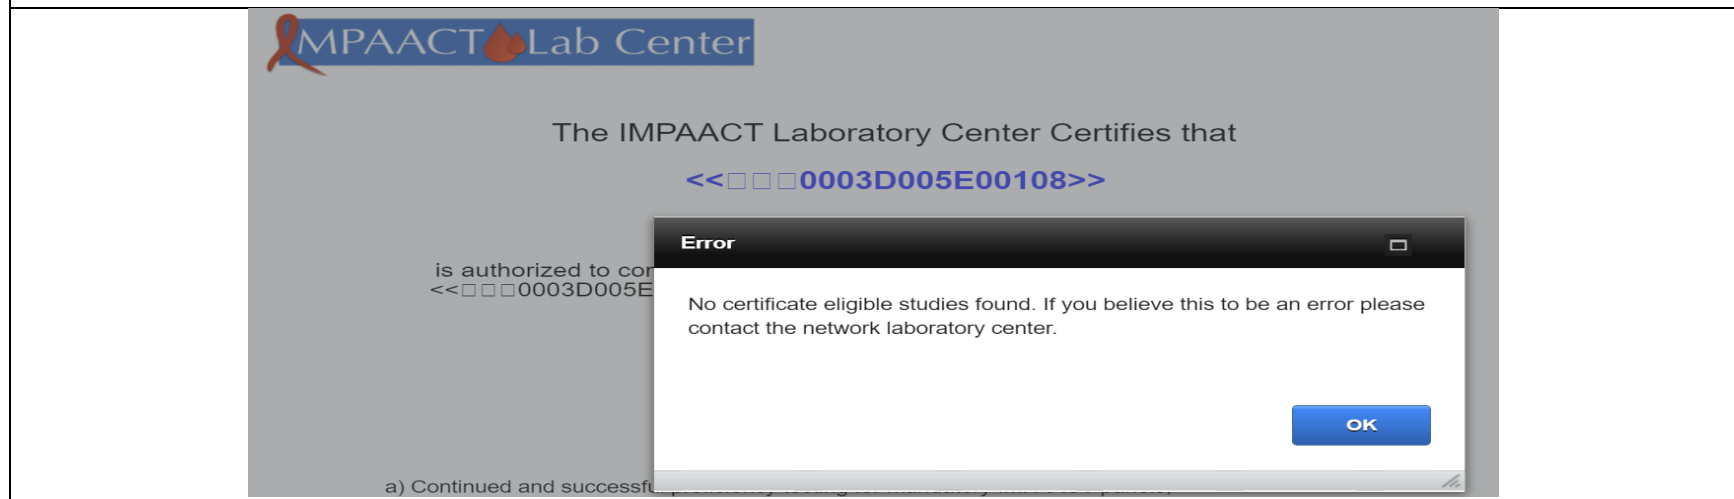 IMPAACT Lab Center
The IMPAACT Laboratory Center Certifies that
<<□□□0003D005E00108>>
Error
is authorized to con
<<□□□0003D005E
No certificate eligible studies found. If you believe this to be an error please
contact the network laboratory center.
OK
a) Continued and successfu